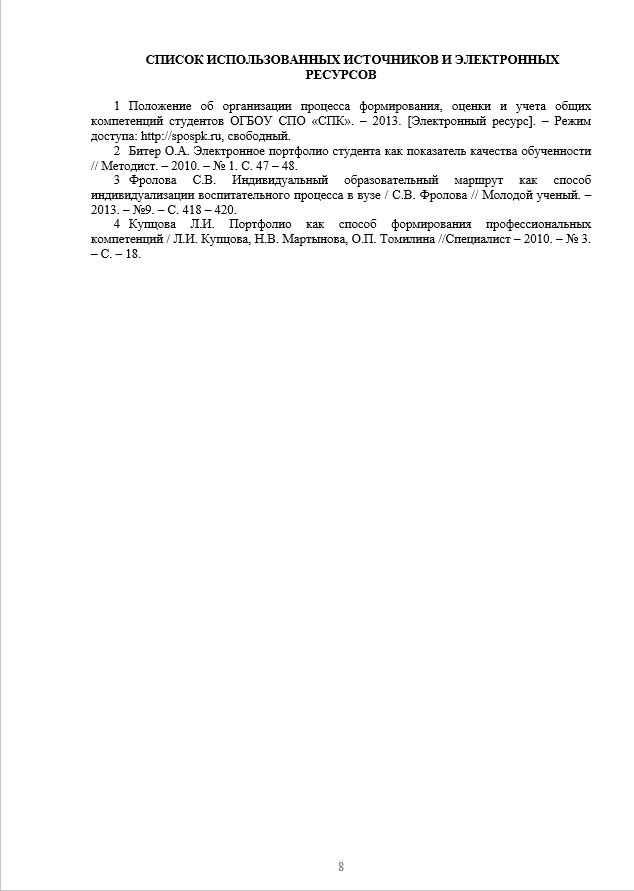 СПИСОК ИСПОЛЬЗОВАННЫХ ИСТОЧНИКОВ И ЭЛЕКТРОННЫХ
РЕСУРСОВ
1 Положение об организации процесса формирования, оценки и учета общих
компетенций студентов ОГБОУ СПО «СПК». – 2013. [Электронный ресурс]. – Режим
доступа: http://spospk.ru, свободный.
2 Битер О.А. Электронное портфолио студента как показатель качества обученности
// Методист. – 2010. – № 1. С. 47 – 48.
3 Фролова С.В. Индивидуальный образовательный маршрут как способ
индивидуализации воспитательного процесса в вузе / С.В. Фролова // Молодой ученый. –
2013. – №9. – С. 418 – 420.
4 Купцова Л.И. Портфолио как способ формирования профессиональных
компетенций / Л.И. Купцова, Н.В. Мартынова, О.П. Томилина //Специалист – 2010. – № 3.
– С. – 18.
8